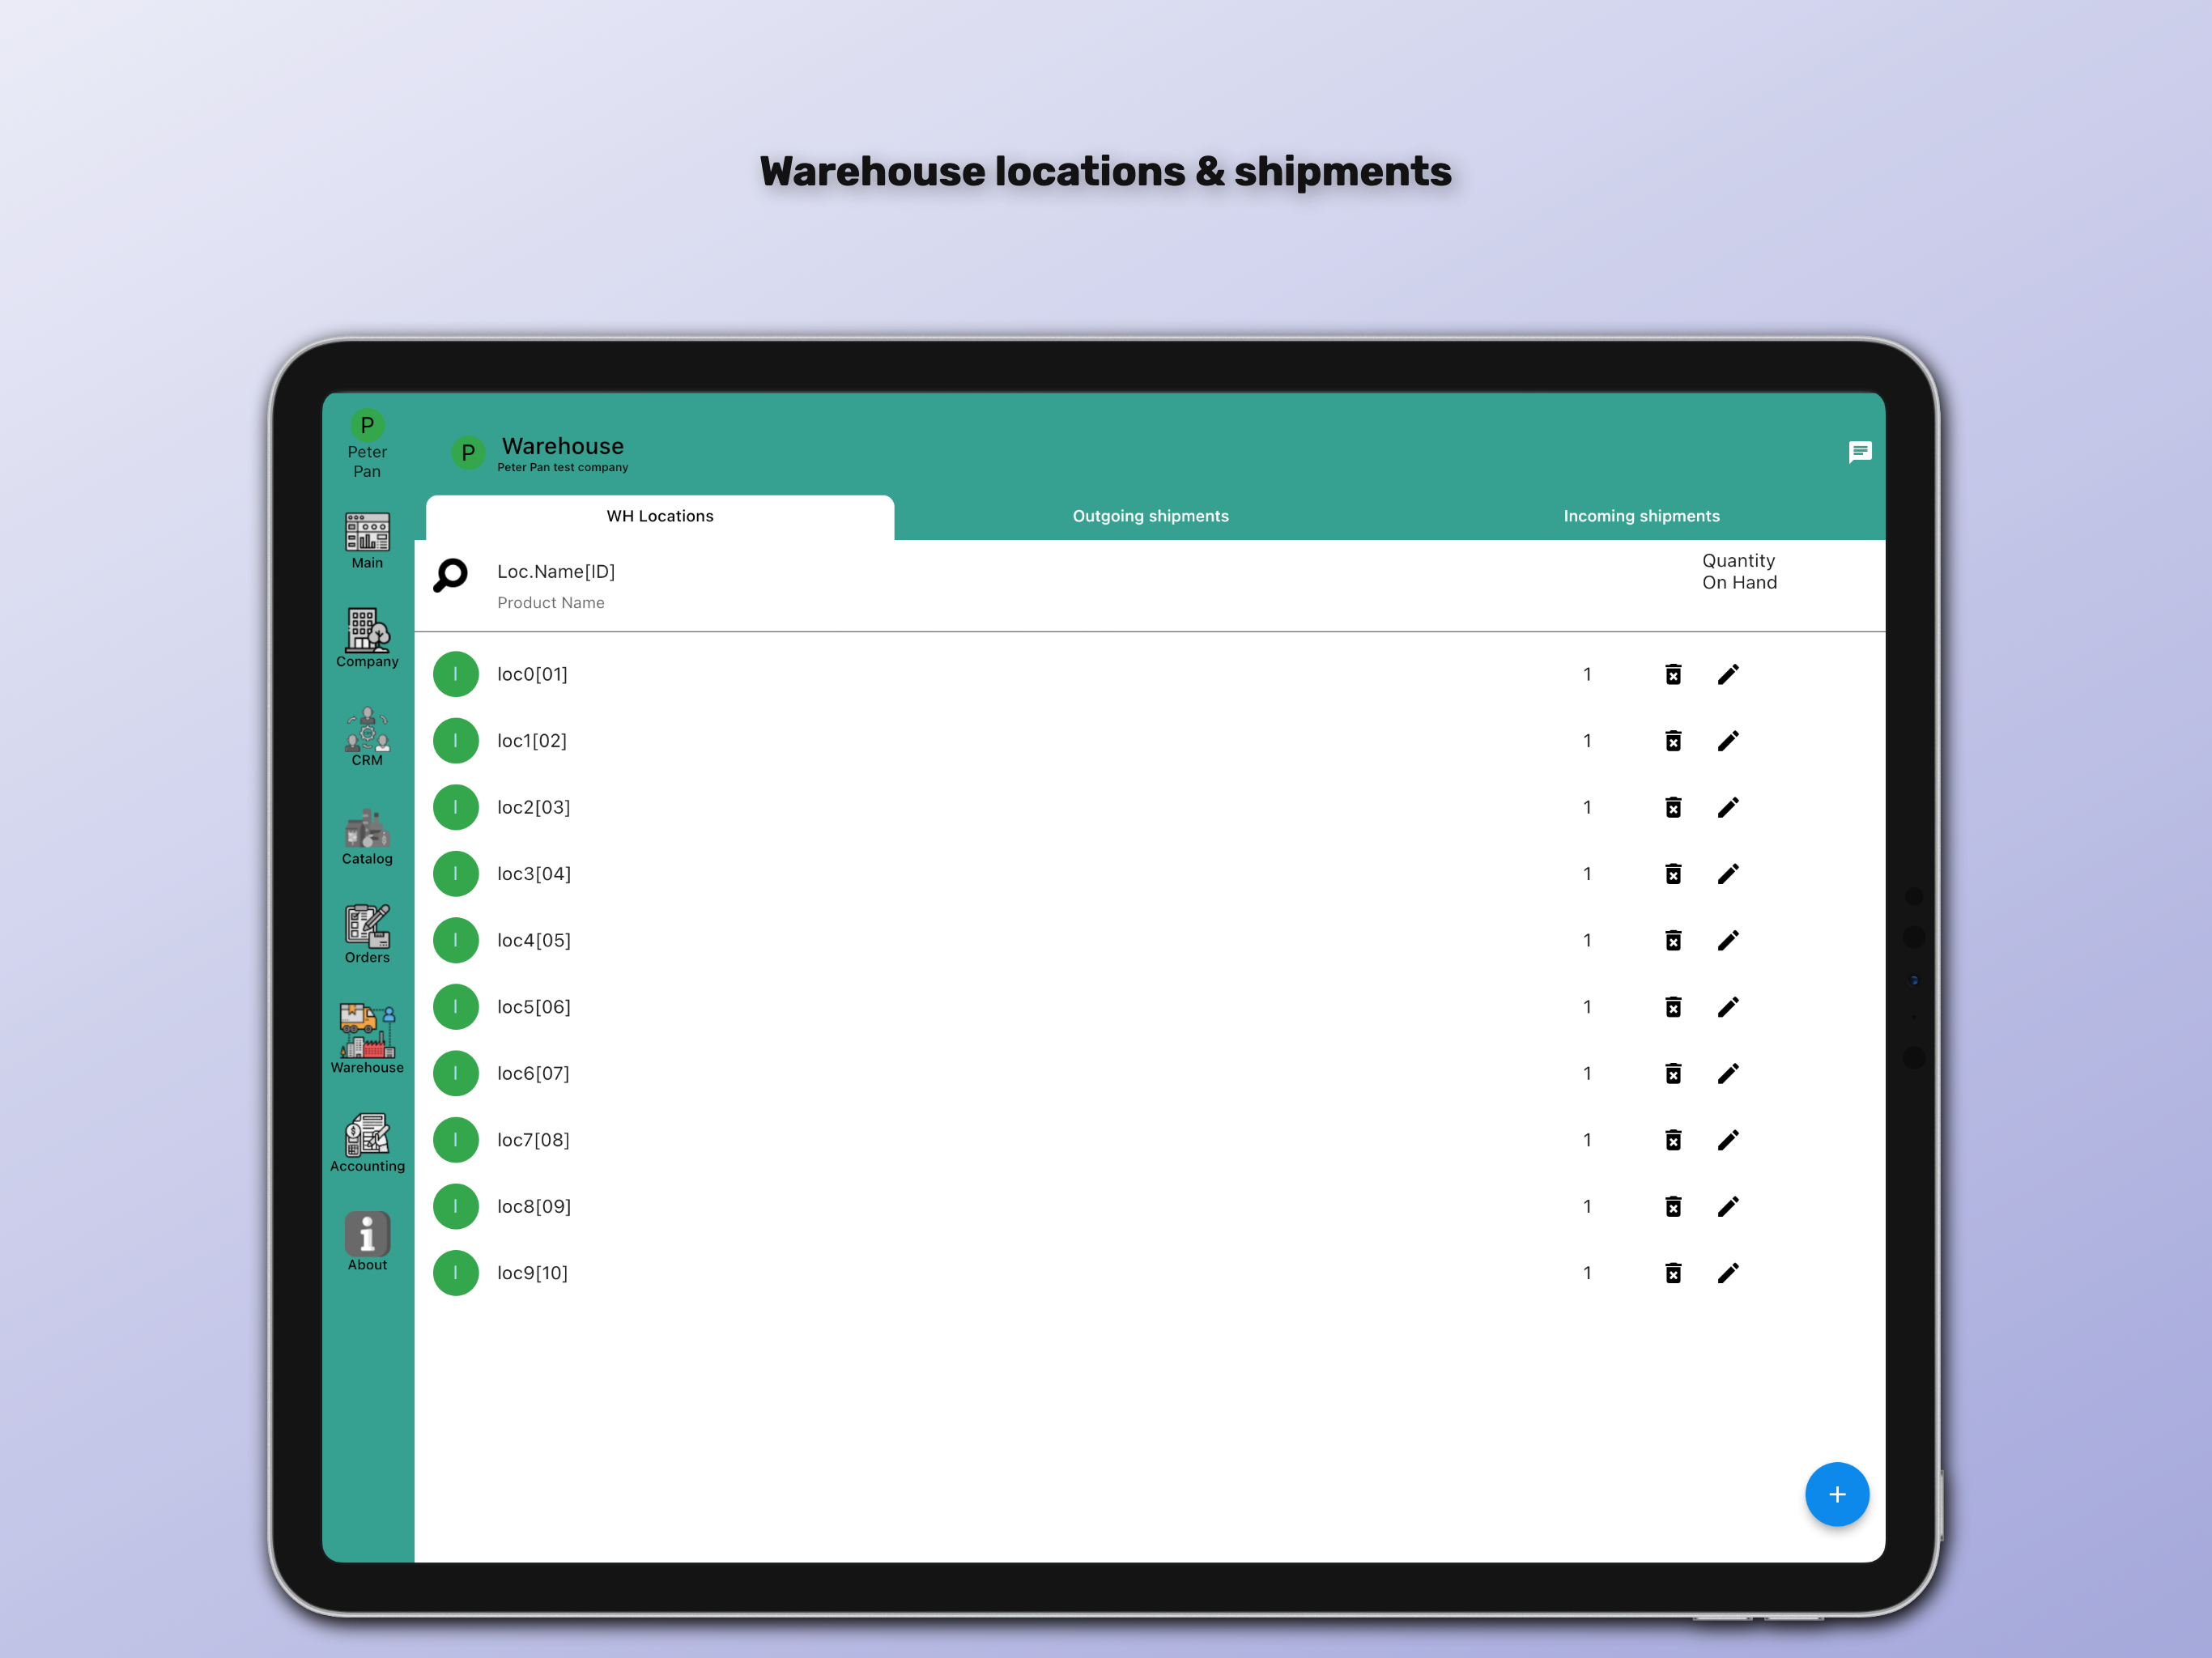 Warehouse locations & shipments
P
Peter
Pan
P
Warehouse
Peter Pan test company
Main
Company
CRM
Catalog
Orders
Warehouse
Accounting
About
WH Locations
Outgoing shipments
Incoming shipments
Loc.Name[ID]
Product Name
Quantity
On Hand
l loc0[01] 1
l loc1[02] 1
l loc2[03] 1
l loc3[04] 1
l loc4[05] 1
l loc5[06] 1
l loc6[07] 1
l loc7[08] 1
l loc8[09] 1
l loc9[10] 1
+